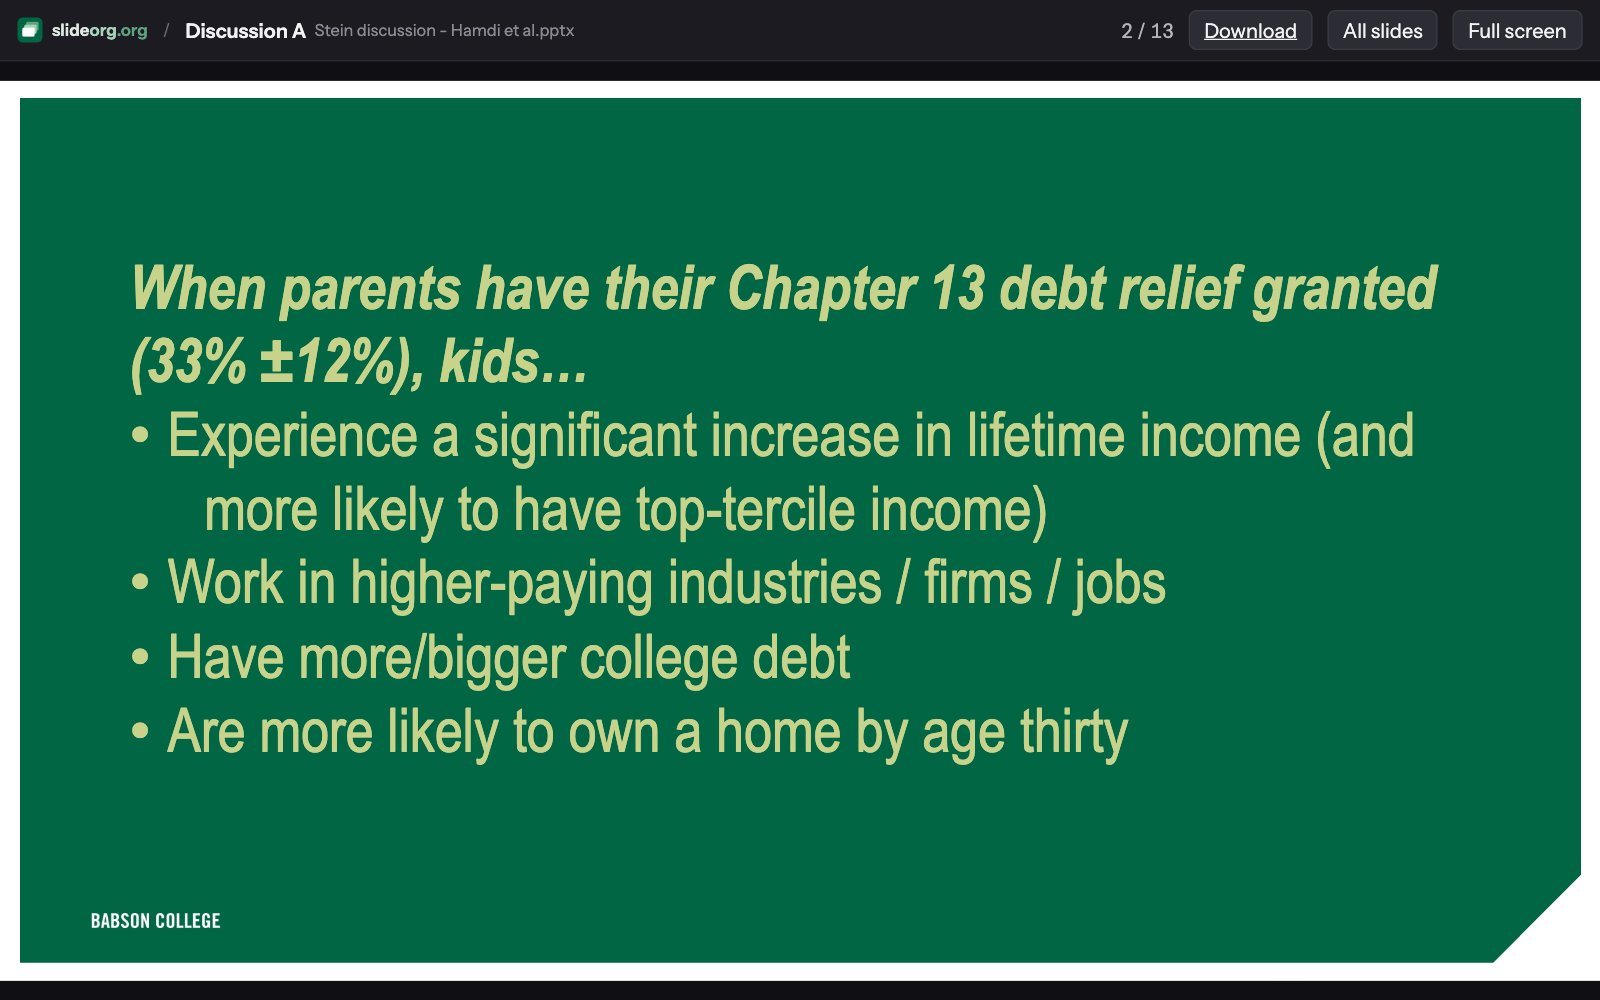 slideorg.org / Discussion A Stein discussion - Hamdi et al.pptx 2 / 13 Download All slides Full screen
When parents have their Chapter 13 debt relief granted
(33% ±12%), kids...
• Experience a significant increase in lifetime income (and
more likely to have top-tercile income)
• Work in higher-paying industries / firms / jobs
• Have more/bigger college debt
• Are more likely to own a home by age thirty
BABSON COLLEGE